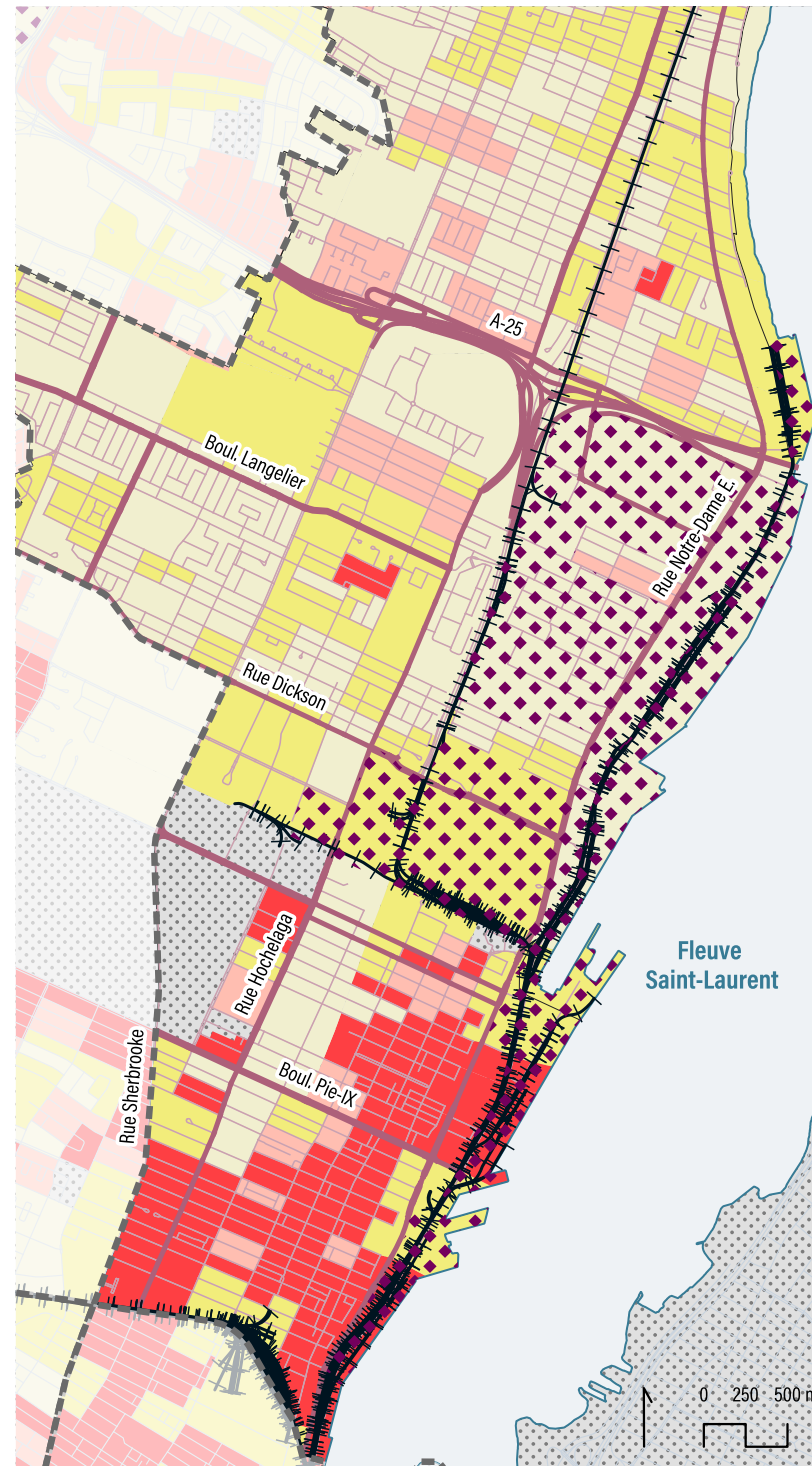 A-25
Boul. Langelier
Rue Notre-Dame E.
Rue Dickson
Rue Hochelaga
Fleuve
Saint-Laurent
Rue Sherbrooke
Boul. Pie-IX
0 250 500 m